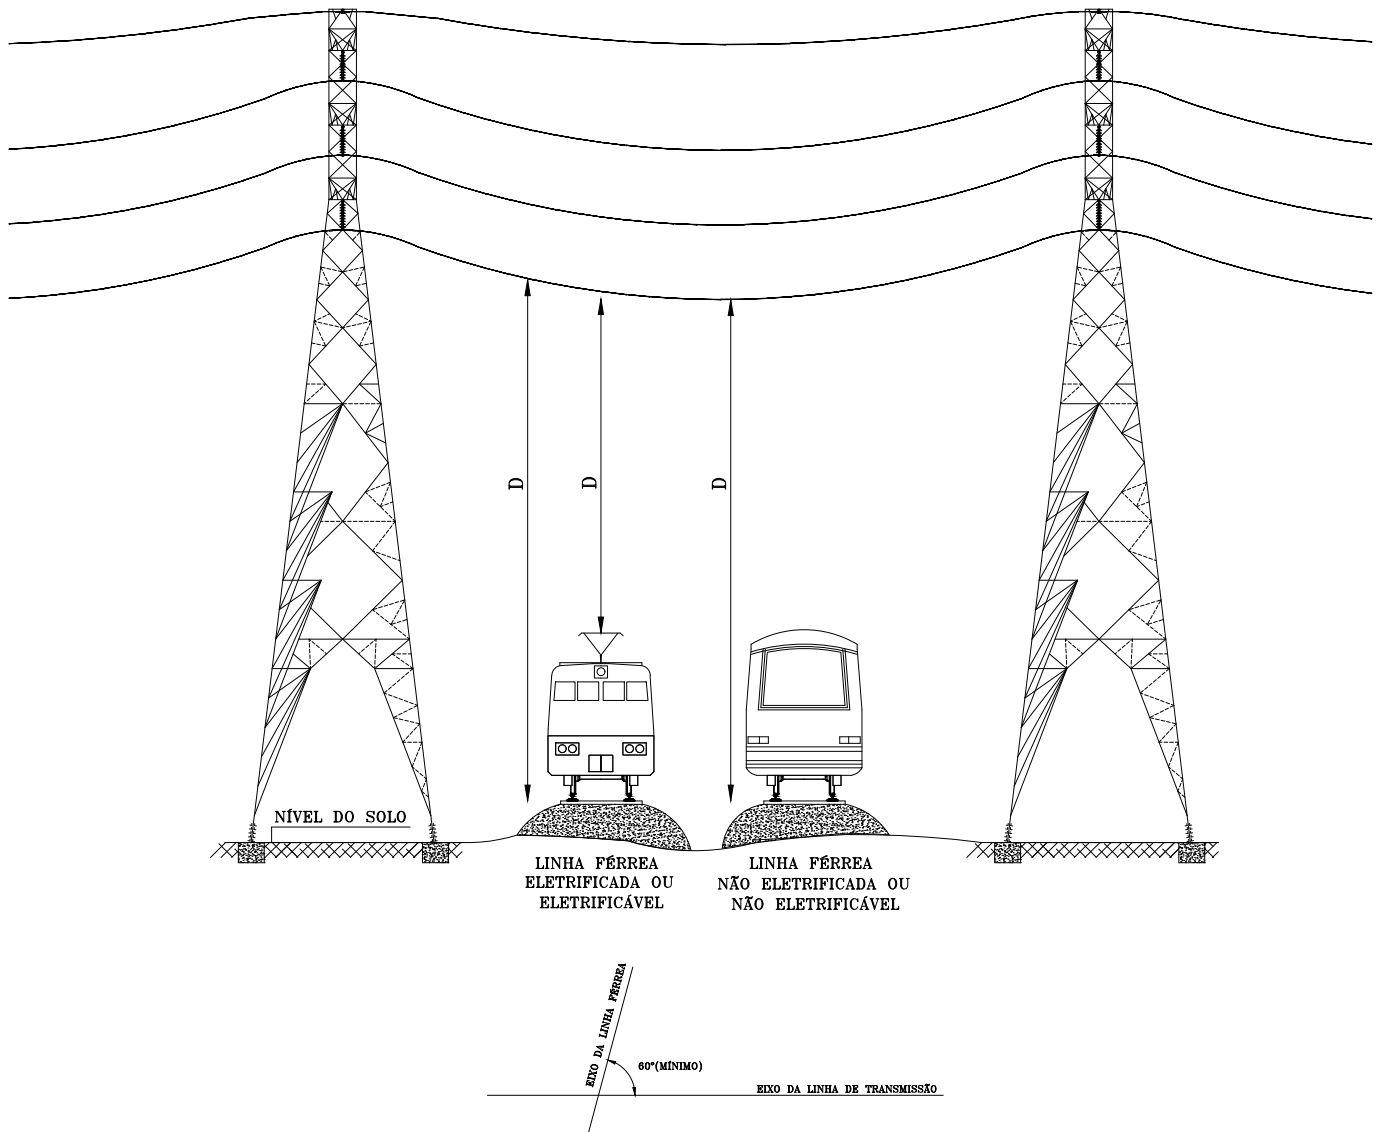 D
D
D
NÍVEL DO SOLO
LINHA FÉRREA
ELETRIFICADA OU
ELETRIFICÁVEL
LINHA FÉRREA
NÃO ELETRIFICADA OU
NÃO ELETRIFICÁVEL
EIXO DA LINHA FÉRREA
60°(MÍNIMO)
EIXO DA LINHA DE TRANSMISSÃO